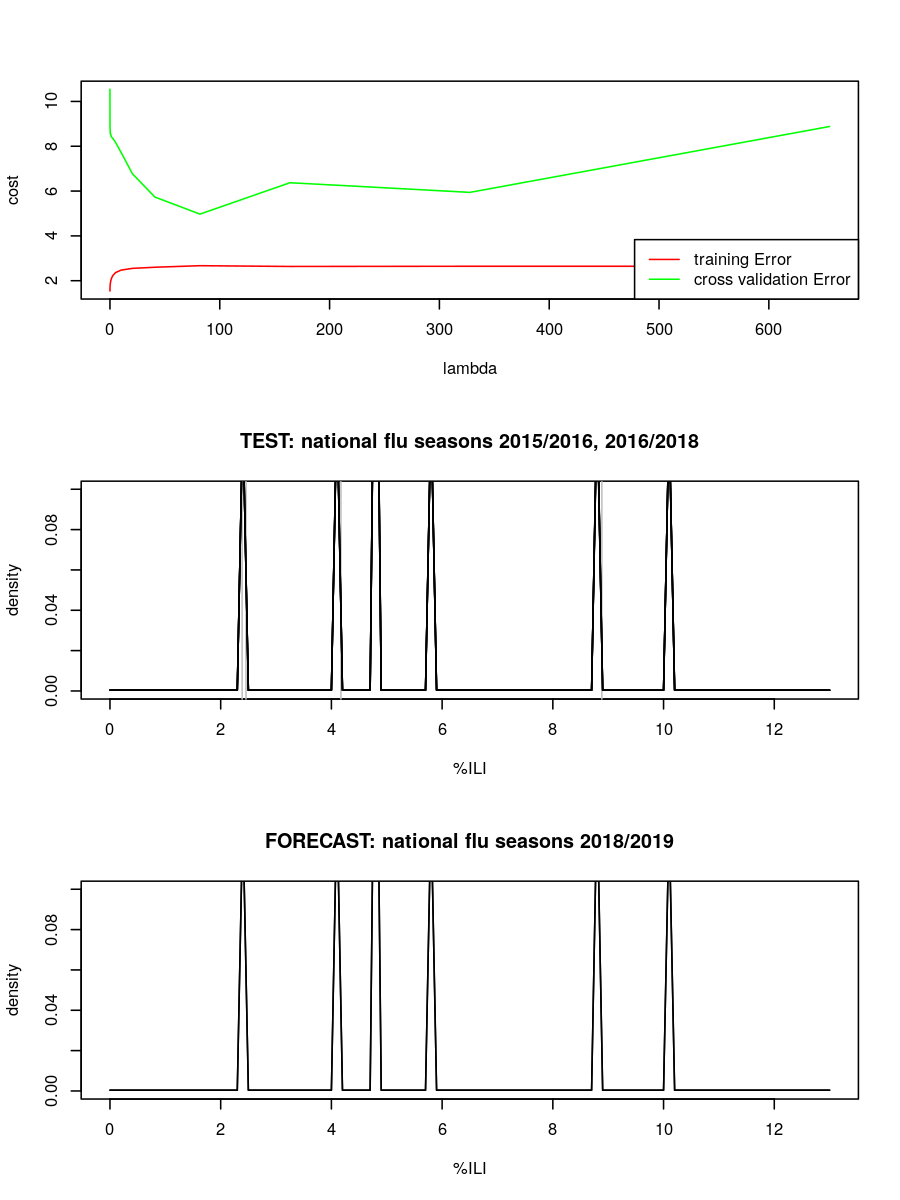 10
8
6
4
2
cost
training Error
cross validation Error
0 100 200 300 400 500 600
lambda
TEST: national flu seasons 2015/2016, 2016/2018
0.08
0.04
0.00
density
0 2 4 6 8 10 12
%ILI
FORECAST: national flu seasons 2018/2019
0.08
0.04
0.00
density
0 2 4 6 8 10 12
%ILI